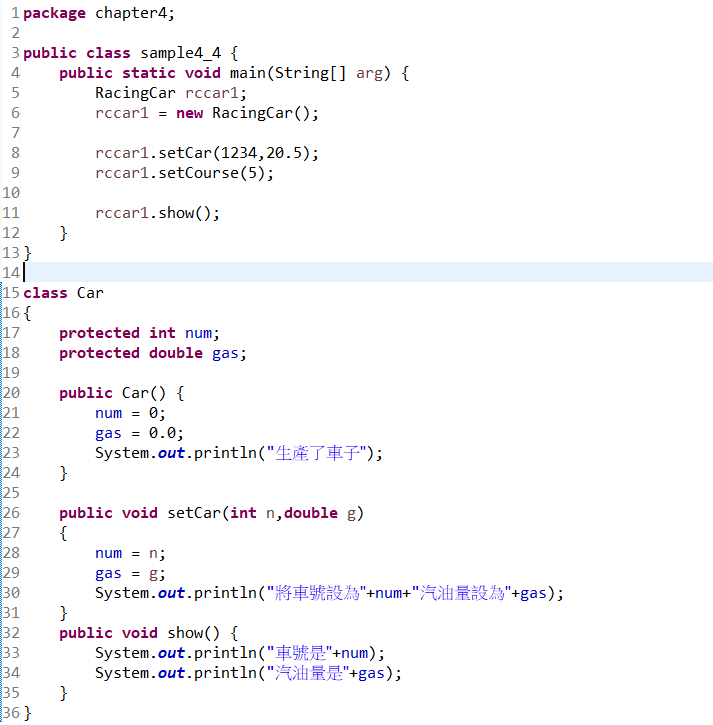 1 package chapter4;
2
3 public class sample4_4 {
4     public static void main(String[] arg) {
5         RacingCar rccar1;
6         rccar1 = new RacingCar();
7
8         rccar1.setCar(1234,20.5);
9         rccar1.setCourse(5);
10
11         rccar1.show();
12     }
13 }
14
15 class Car
16 {
17     protected int num;
18     protected double gas;
19
20     public Car() {
21         num = 0;
22         gas = 0.0;
23         System.out.println("生產了車子");
24     }
25
26     public void setCar(int n,double g)
27     {
28         num = n;
29         gas = g;
30         System.out.println("將車號設為"+num+"汽油量設為"+gas);
31     }
32     public void show() {
33         System.out.println("車號是"+num);
34         System.out.println("汽油量是"+gas);
35     }
36 }